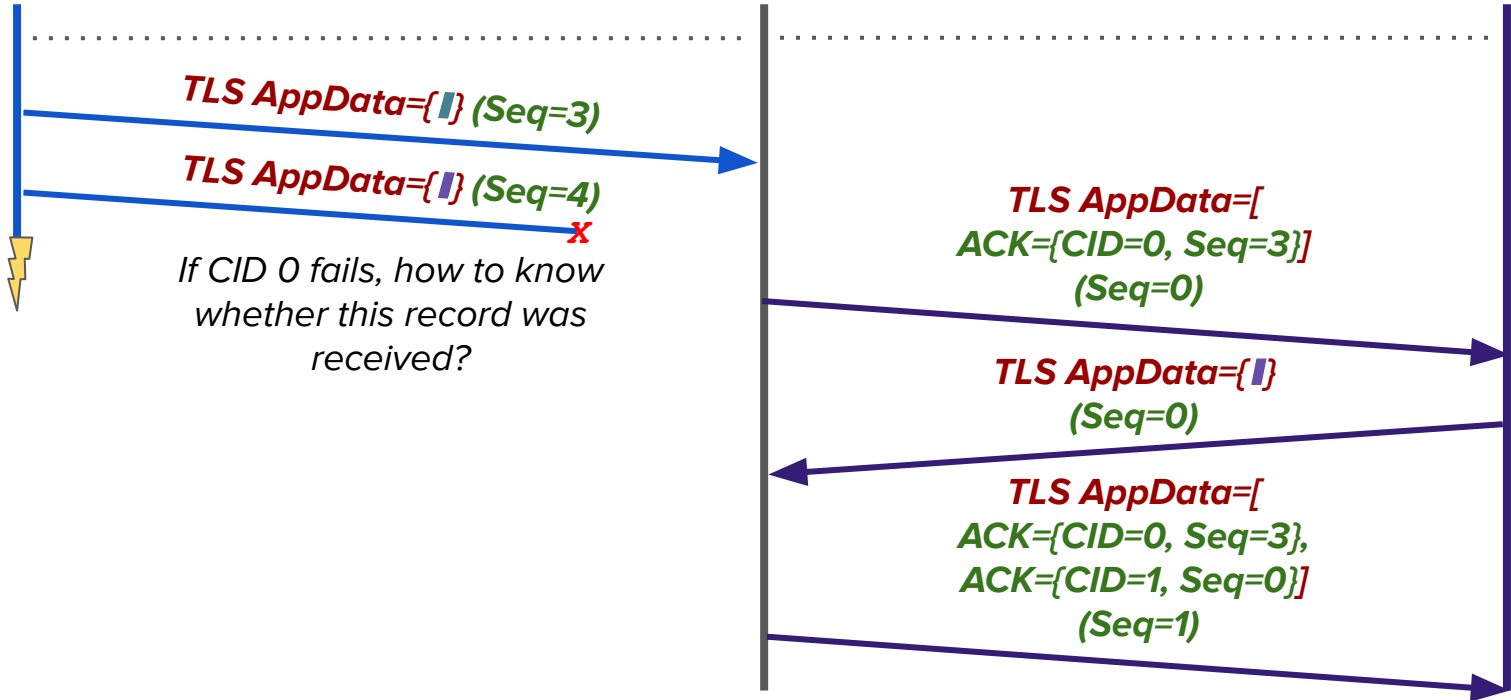 TLS AppData={ } (Seq=3)
TLS AppData={ } (Seq=4)
x
If CID 0 fails, how to know
whether this record was
received?
TLS AppData=[
ACK={CID=0, Seq=3}]
(Seq=0)
TLS AppData={ }
(Seq=0)
TLS AppData=[
ACK={CID=0, Seq=3},
ACK={CID=1, Seq=0}]
(Seq=1)